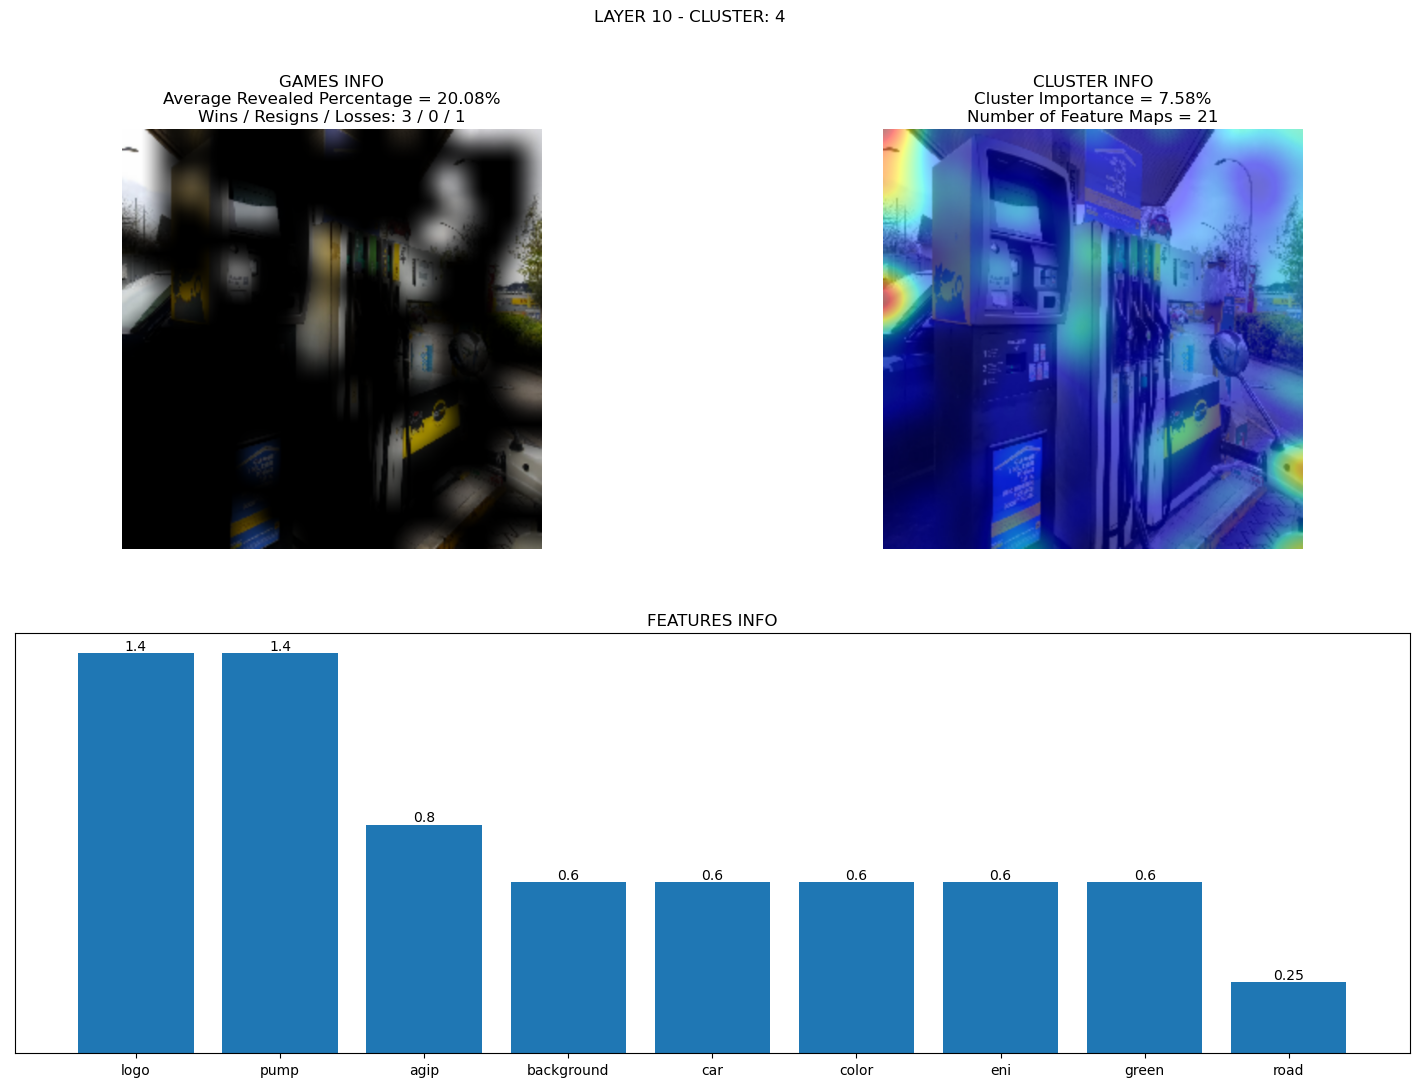 LAYER 10 - CLUSTER: 4
GAMES INFO
Average Revealed Percentage = 20.08%
Wins / Resigns / Losses: 3 / 0 / 1
CLUSTER INFO
Cluster Importance = 7.58%
Number of Feature Maps = 21
FEATURES INFO
1.4
1.4
0.8
0.6
0.6
0.6
0.6
0.6
0.25
logo
pump
agip
background
car
color
eni
green
road